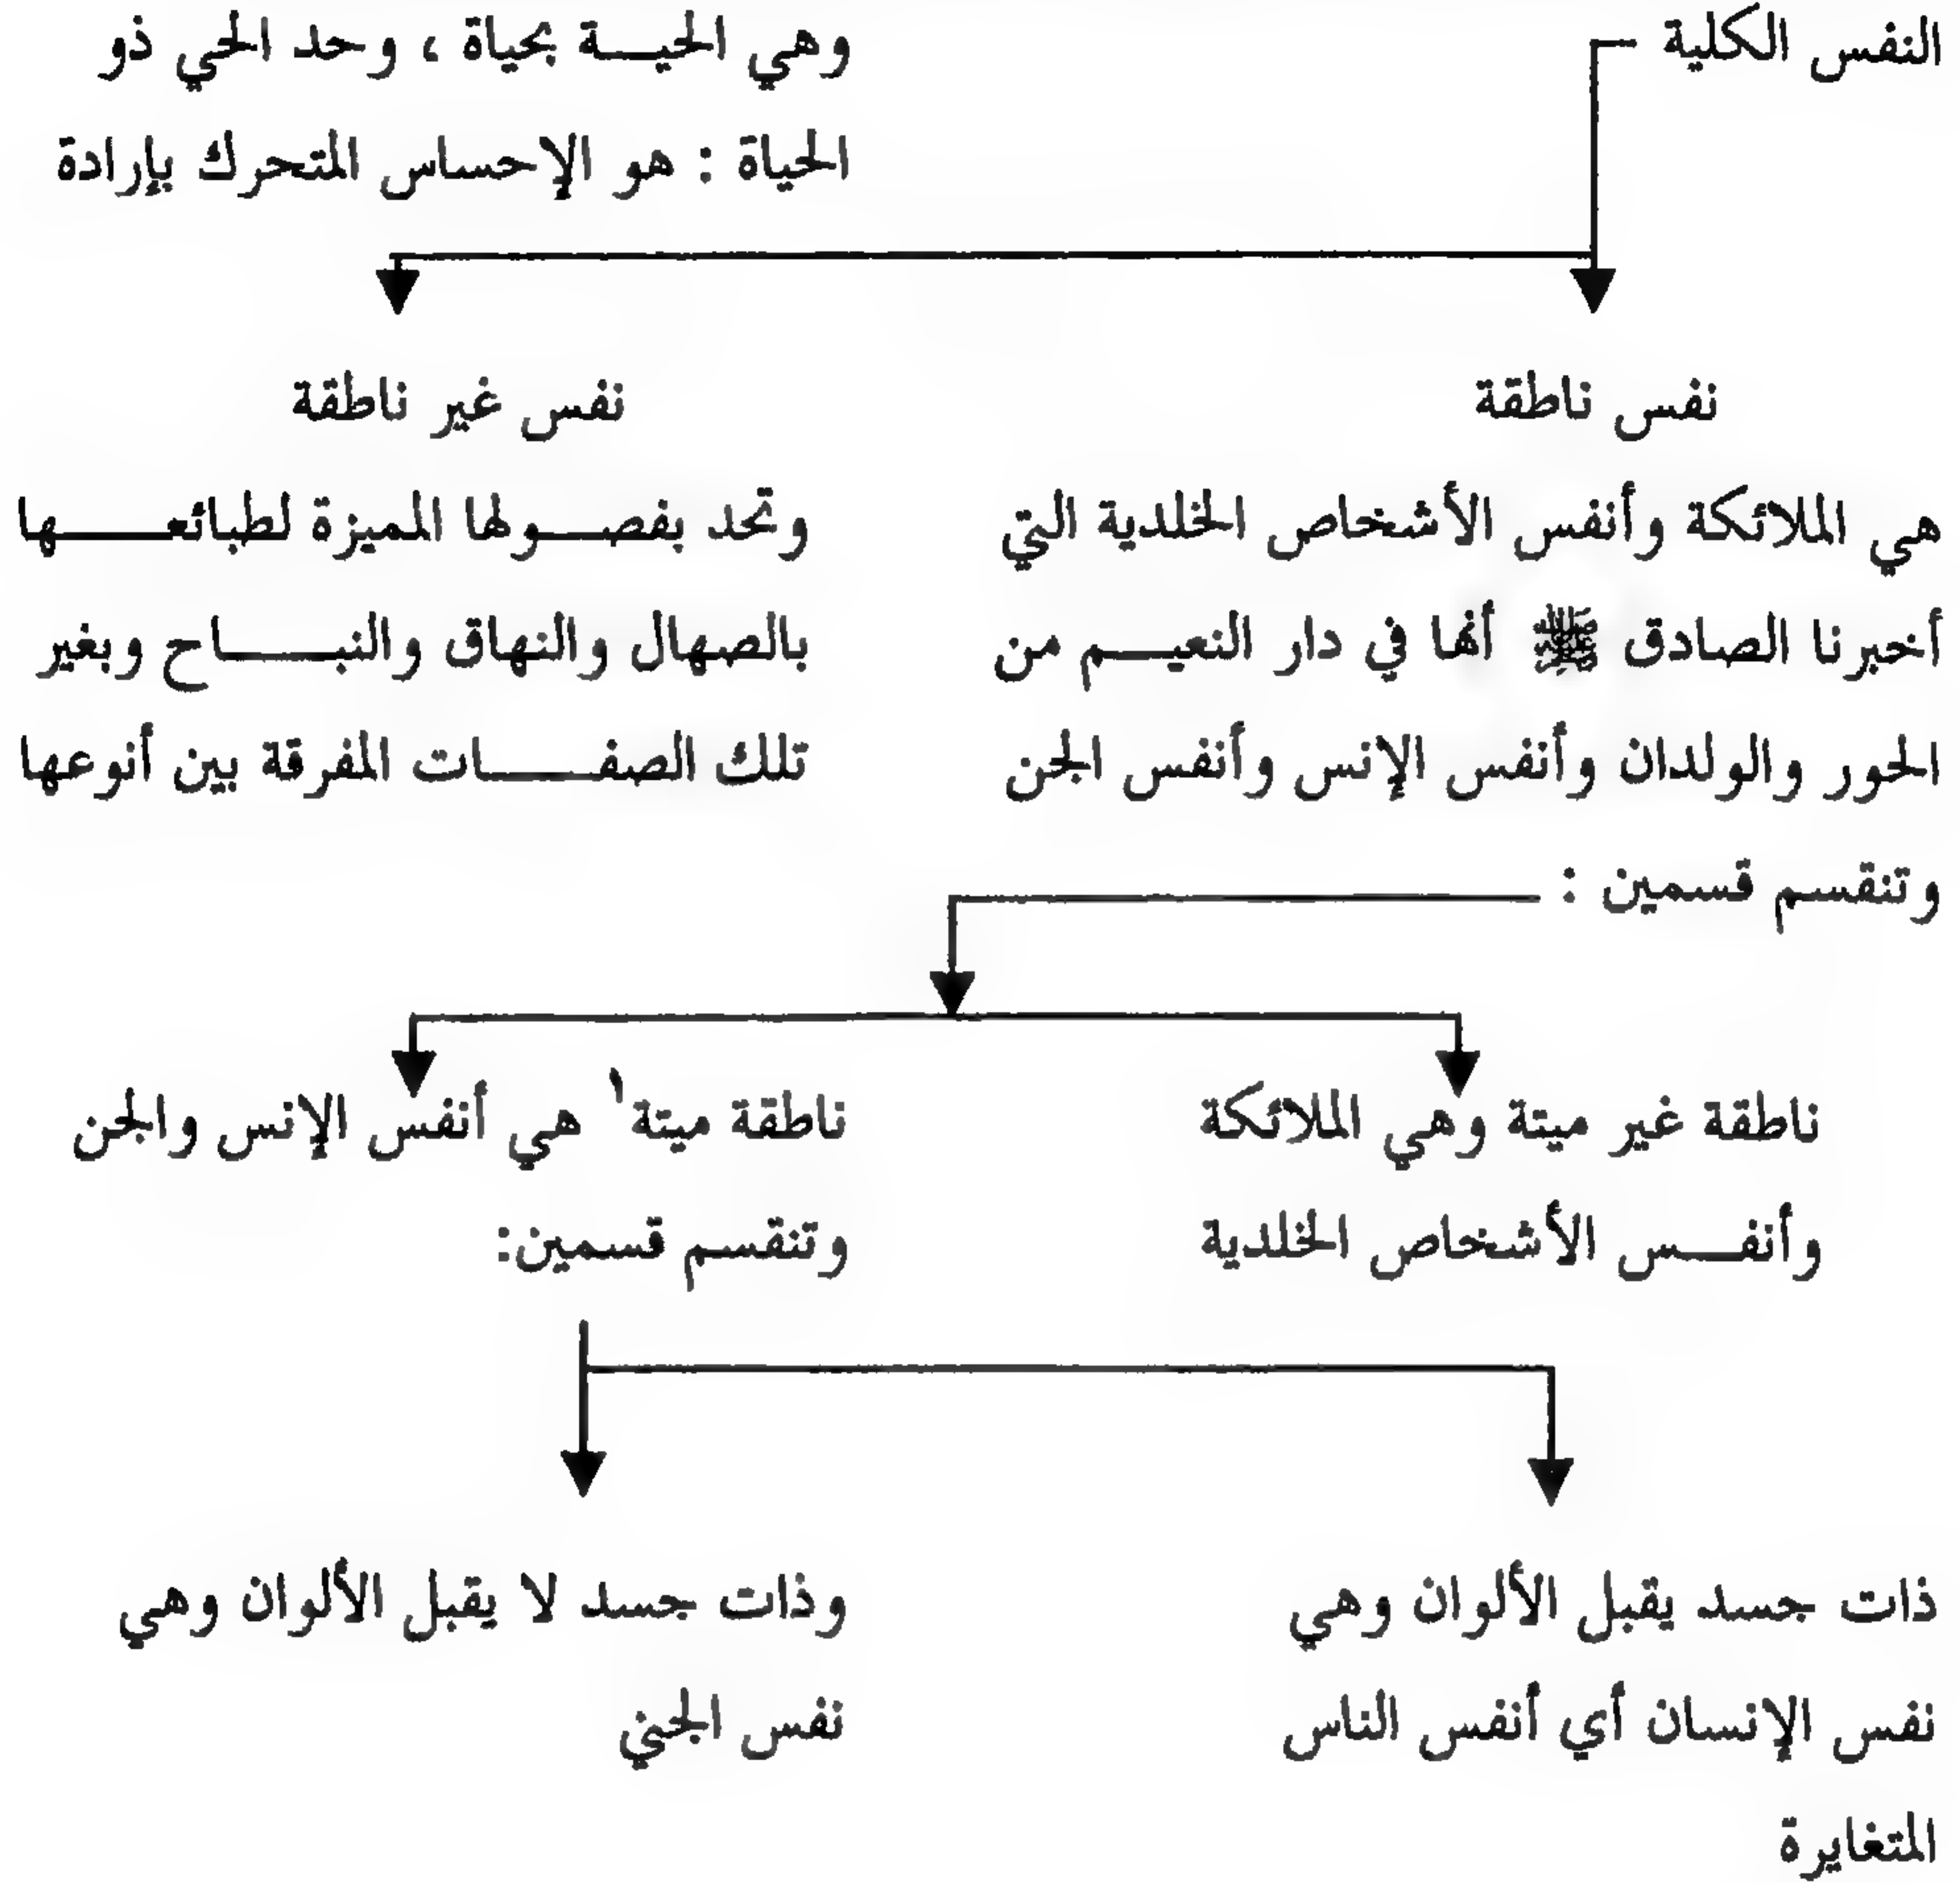 النفس الكلية
وهي الحية بحياة ، وحد الحي ذو
الحياة : هو الإحساس المتحرك بإرادة
نفس ناطقة
هي الملائكة وأنفس الأشخاص الخلدية التي
أخبرنا الصادق ﷺ أنها في دار النعيم من
الحور والولدان وأنفس الإنس وأنفس الجن
وتنقسم قسمين :
نفس غير ناطقة
وتحد بفصولها المميزة لطبائعها
بالصهال والنهاق والنباح وبغير
تلك الصفات المفرقة بين أنوعها
ناطقة غير ميتة وهي الملائكة
وأنفس الأشخاص الخلدية
ناطقة ميتة١ هي أنفس الإنس والجن
وتنقسم قسمين:
ذات جسد يقبل الألوان وهي
نفس الإنسان أي أنفس الناس
المتغايرة
وذات جسد لا يقبل الألوان وهي
نفس الجني